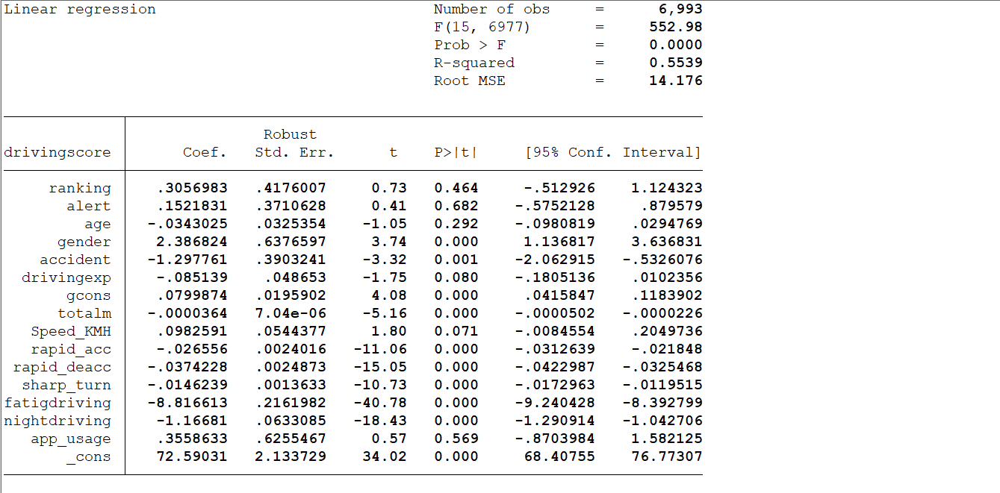 Linear regression Number of obs = 6,993
F(15, 6977) = 552.98
Prob > F = 0.0000
R-squared = 0.5539
Root MSE = 14.176
Robust
drivingscore Coef. Std. Err. t P>|t| [95% Conf. Interval]
ranking .3056983 .4176007 0.73 0.464 -.512926 1.124323
alert .1521831 .3710628 0.41 0.682 -.5752128 .879579
age -.0343025 .0325354 -1.05 0.292 -.0980819 .0294769
gender 2.386824 .6376597 3.74 0.000 1.136817 3.636831
accident -1.297761 .3903241 -3.32 0.001 -2.062915 -.5326076
drivingexp -.085139 .048653 -1.75 0.080 -.1805136 .0102356
gcons .0799874 .0195902 4.08 0.000 .0415847 .1183902
totalm -.0000364 7.04e-06 -5.16 0.000 -.0000502 -.0000226
Speed_KMH .0982591 .0544377 1.80 0.071 -.0084554 .2049736
rapid_acc -.026556 .0024016 -11.06 0.000 -.0312639 -.021848
rapid_deacc -.0374228 .0024873 -15.05 0.000 -.0422987 -.0325468
sharp_turn -.0146239 .0013633 -10.73 0.000 -.0172963 -.0119515
fatigdriving -8.816613 .2161982 -40.78 0.000 -9.240428 -8.392799
nightdriving -1.16681 .0633085 -18.43 0.000 -1.290914 -1.042706
app_usage .3558633 .6255467 0.57 0.569 -.8703984 1.582125
_cons 72.59031 2.133729 34.02 0.000 68.40755 76.77307